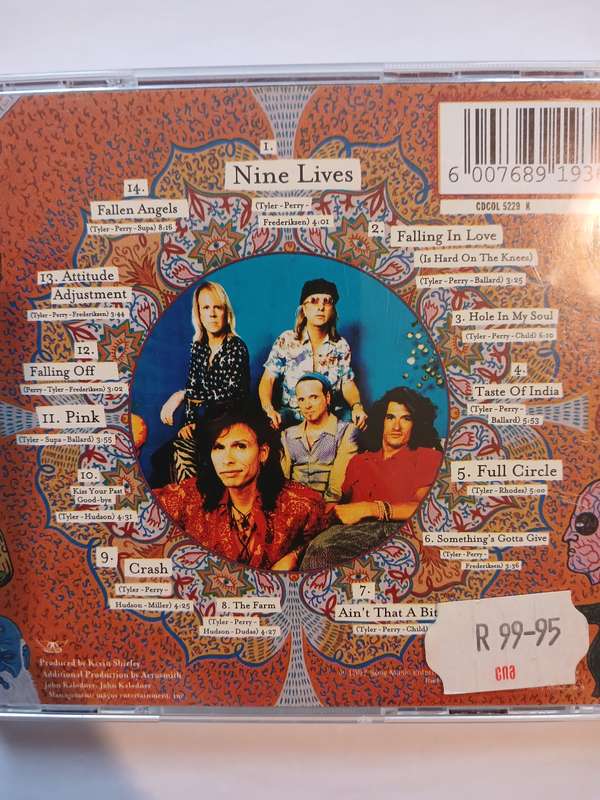 1.
Nine Lives
(Tyler - Perry -
Frederiksen) 4:01
2.
Falling In Love
(Is Hard On The Knees)
(Tyler - Perry - Ballard) 3:25
3. Hole In My Soul
(Tyler - Perry - Child) 6:10
4.
Taste Of India
(Tyler - Perry -
Ballard) 5:53
5. Full Circle
(Tyler - Rhodes) 5:00
6. Something's Gotta Give
(Tyler - Perry -
Frederiksen) 3:36
7.
Ain't That A Bit
(Tyler - Perry - Child)
8. The Farm
(Tyler - Perry -
Hudson - Dudas) 4:27
9.
Crash
(Tyler - Perry -
Hudson - Miller) 4:25
10.
Kiss Your Past
Good-bye
(Tyler - Hudson) 4:31
11. Pink
(Tyler - Supa - Ballard) 3:55
12.
Falling Off
(Perry - Tyler - Frederiksen) 3:02
13. Attitude
Adjustment
(Tyler - Perry - Frederiksen) 3:44
14.
Fallen Angels
(Tyler - Perry - Supa) 8:16
6 007689 193
CDCOL 5229 K
Produced by Kevin Shirley
Additional Production by Aerosmith
John Kalodner: John Kalodner
Management:
R 99-95
cna